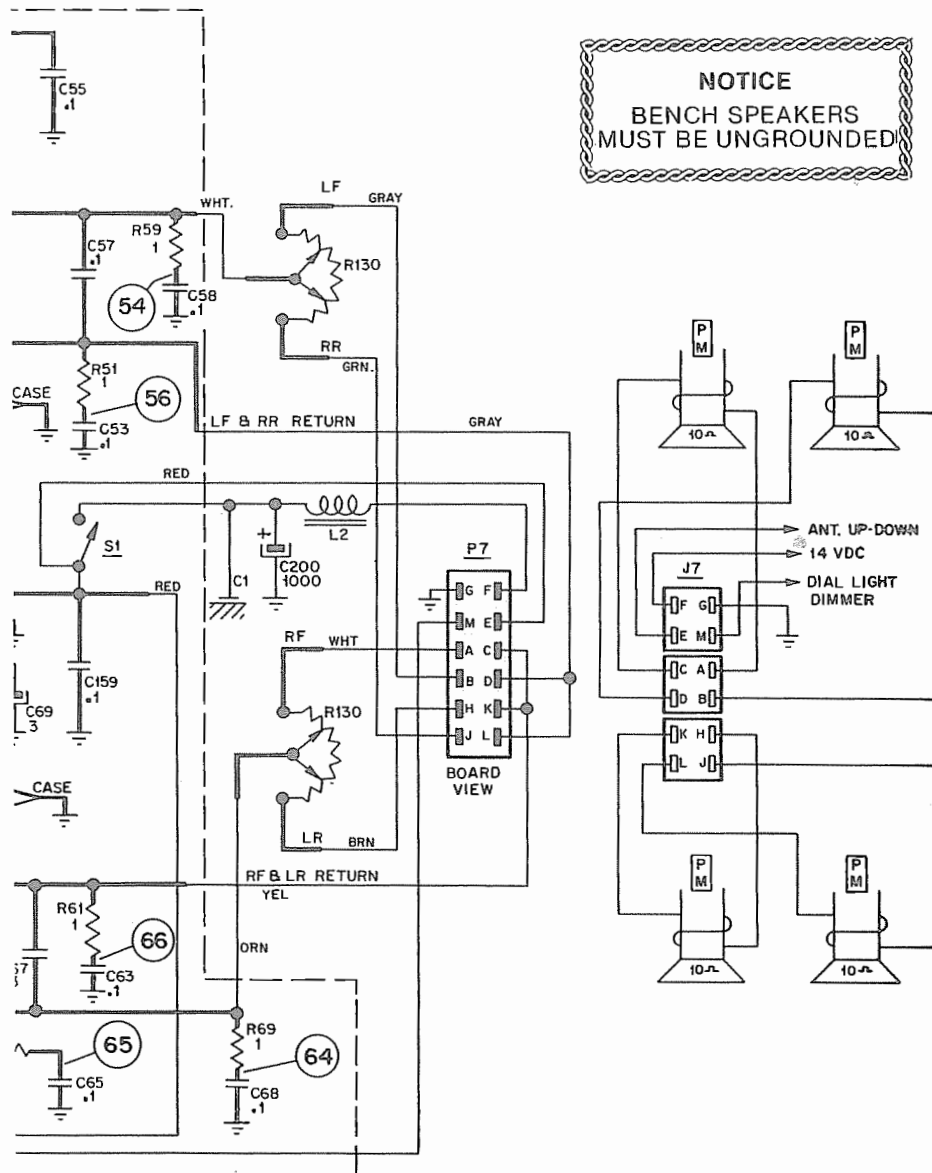 C55
.1
NOTICE
BENCH SPEAKERS
MUST BE UNGROUNDED
WHT.
LF
GRAY
R59
1
C57
.1
54
C58
.1
R130
RR
GRN.
R51
1
CASE
56
C53
.1
LF & RR RETURN
GRAY
RED
S1
C1
+
C200
1000
L2
RED
P7
G F
M E
A C
B D
H K
J L
BOARD
VIEW
RF
WHT
R130
LR
BRN
C159
.1
C69
3
CASE
RF & LR RETURN
YEL
R61
1
66
C63
.1
ORN
R69
1
64
C68
.1
65
C65
.1
P
M
10Ω
P
M
10Ω
ANT. UP-DOWN
14 VDC
DIAL LIGHT
DIMMER
J7
F G
E M
C A
D B
K H
L J
P
M
10Ω
P
M
10Ω